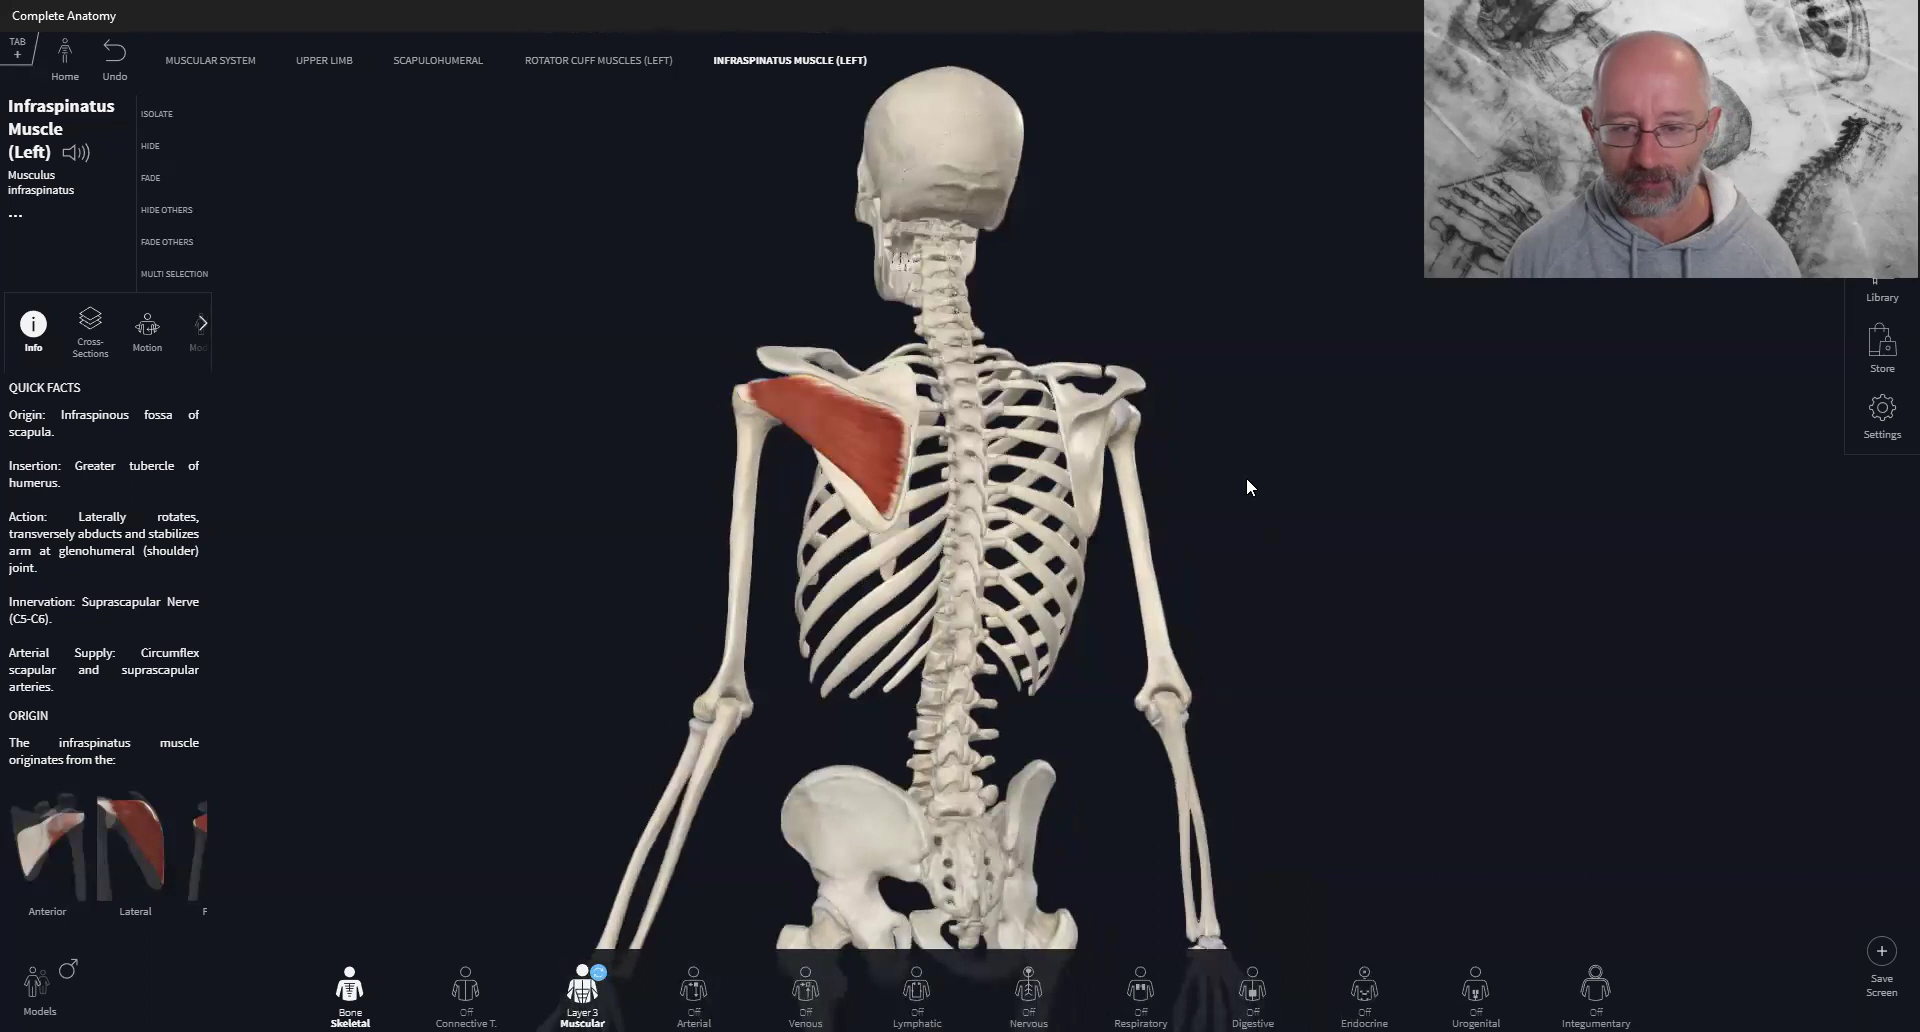 Complete Anatomy
TAB
+
Home
Undo
MUSCULAR SYSTEM
UPPER LIMB
SCAPULOHUMERAL
ROTATOR CUFF MUSCLES (LEFT)
INFRASPINATUS MUSCLE (LEFT)
Infraspinatus
Muscle
(Left)
Musculus
infraspinatus
...
ISOLATE
HIDE
FADE
HIDE OTHERS
FADE OTHERS
MULTI SELECTION
Info
Cross-
Sections
Motion
QUICK FACTS
Origin: Infraspinous fossa of
scapula.
Insertion: Greater tubercle of
humerus.
Action: Laterally rotates,
transversely abducts and stabilizes
arm at glenohumeral (shoulder)
joint.
Innervation: Suprascapular Nerve
(C5-C6).
Arterial Supply: Circumflex
scapular and suprascapular
arteries.
ORIGIN
The infraspinatus muscle
originates from the:
Anterior
Lateral
Library
Store
Settings
Models
Bone
Skeletal
Off
Connective T.
Layer 3
Muscular
Off
Arterial
Off
Venous
Off
Lymphatic
Off
Nervous
Off
Respiratory
Off
Digestive
Off
Endocrine
Off
Urogenital
Off
Integumentary
Save
Screen